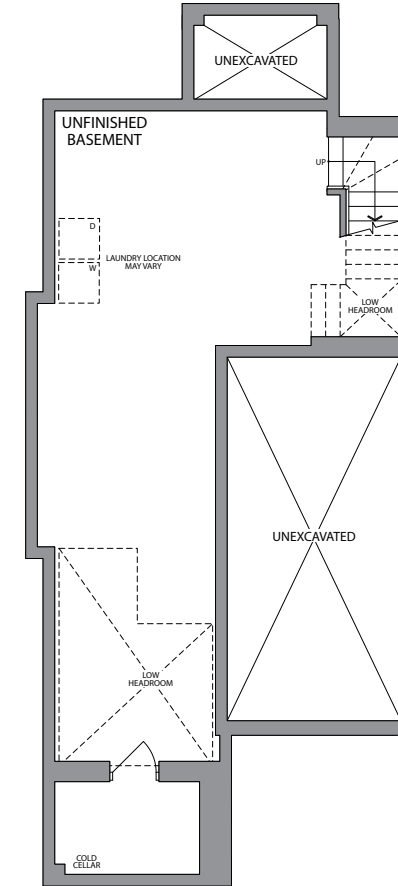 UNEXCAVATED
UNFINISHED
BASEMENT
UP
D
LAUNDRY LOCATION
MAY VARY
W
LOW
HEADROOM
UNEXCAVATED
LOW
HEADROOM
COLD
CELLAR